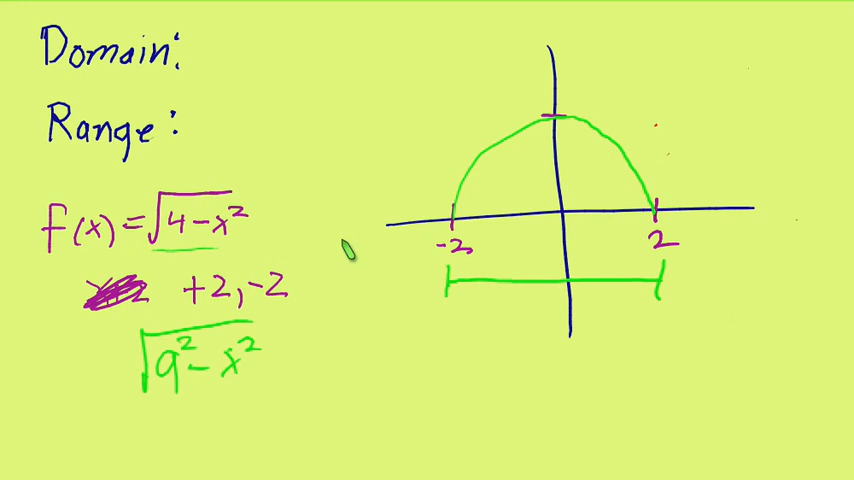 Domain:
Range:
f(x)=√4-x²
+2,-2
√a²-x²
-2
2